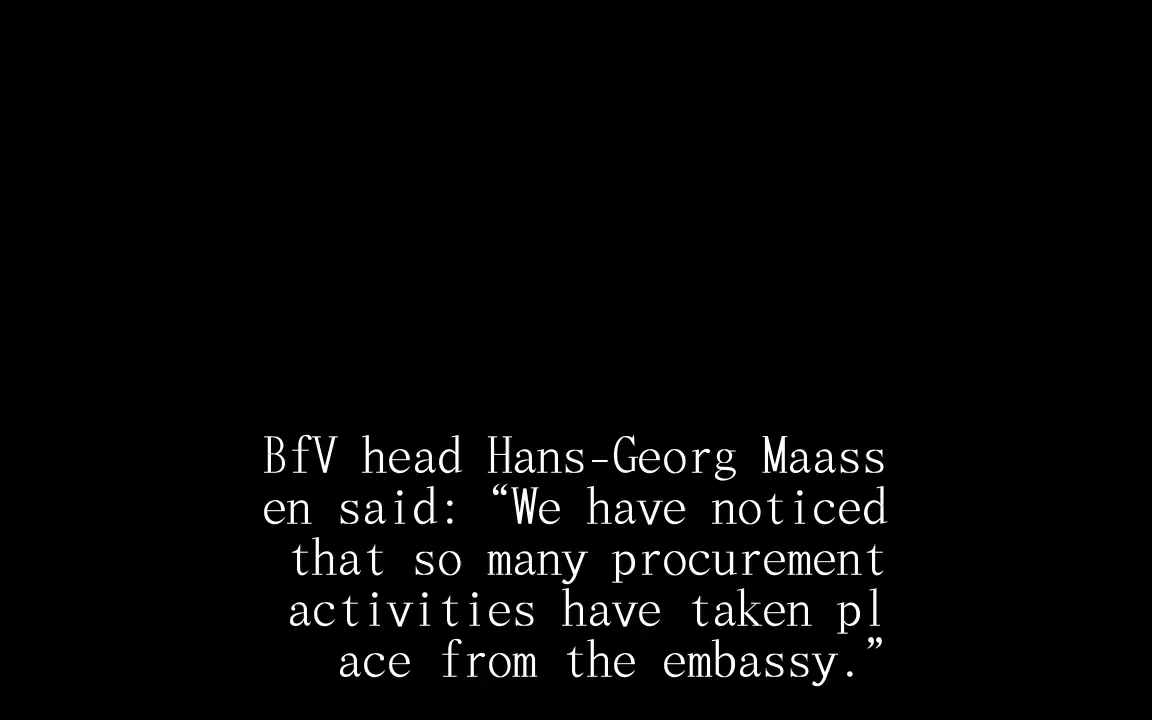 BfV head Hans-Georg Maass
en said: “We have noticed
that so many procurement
activities have taken pl
ace from the embassy.”